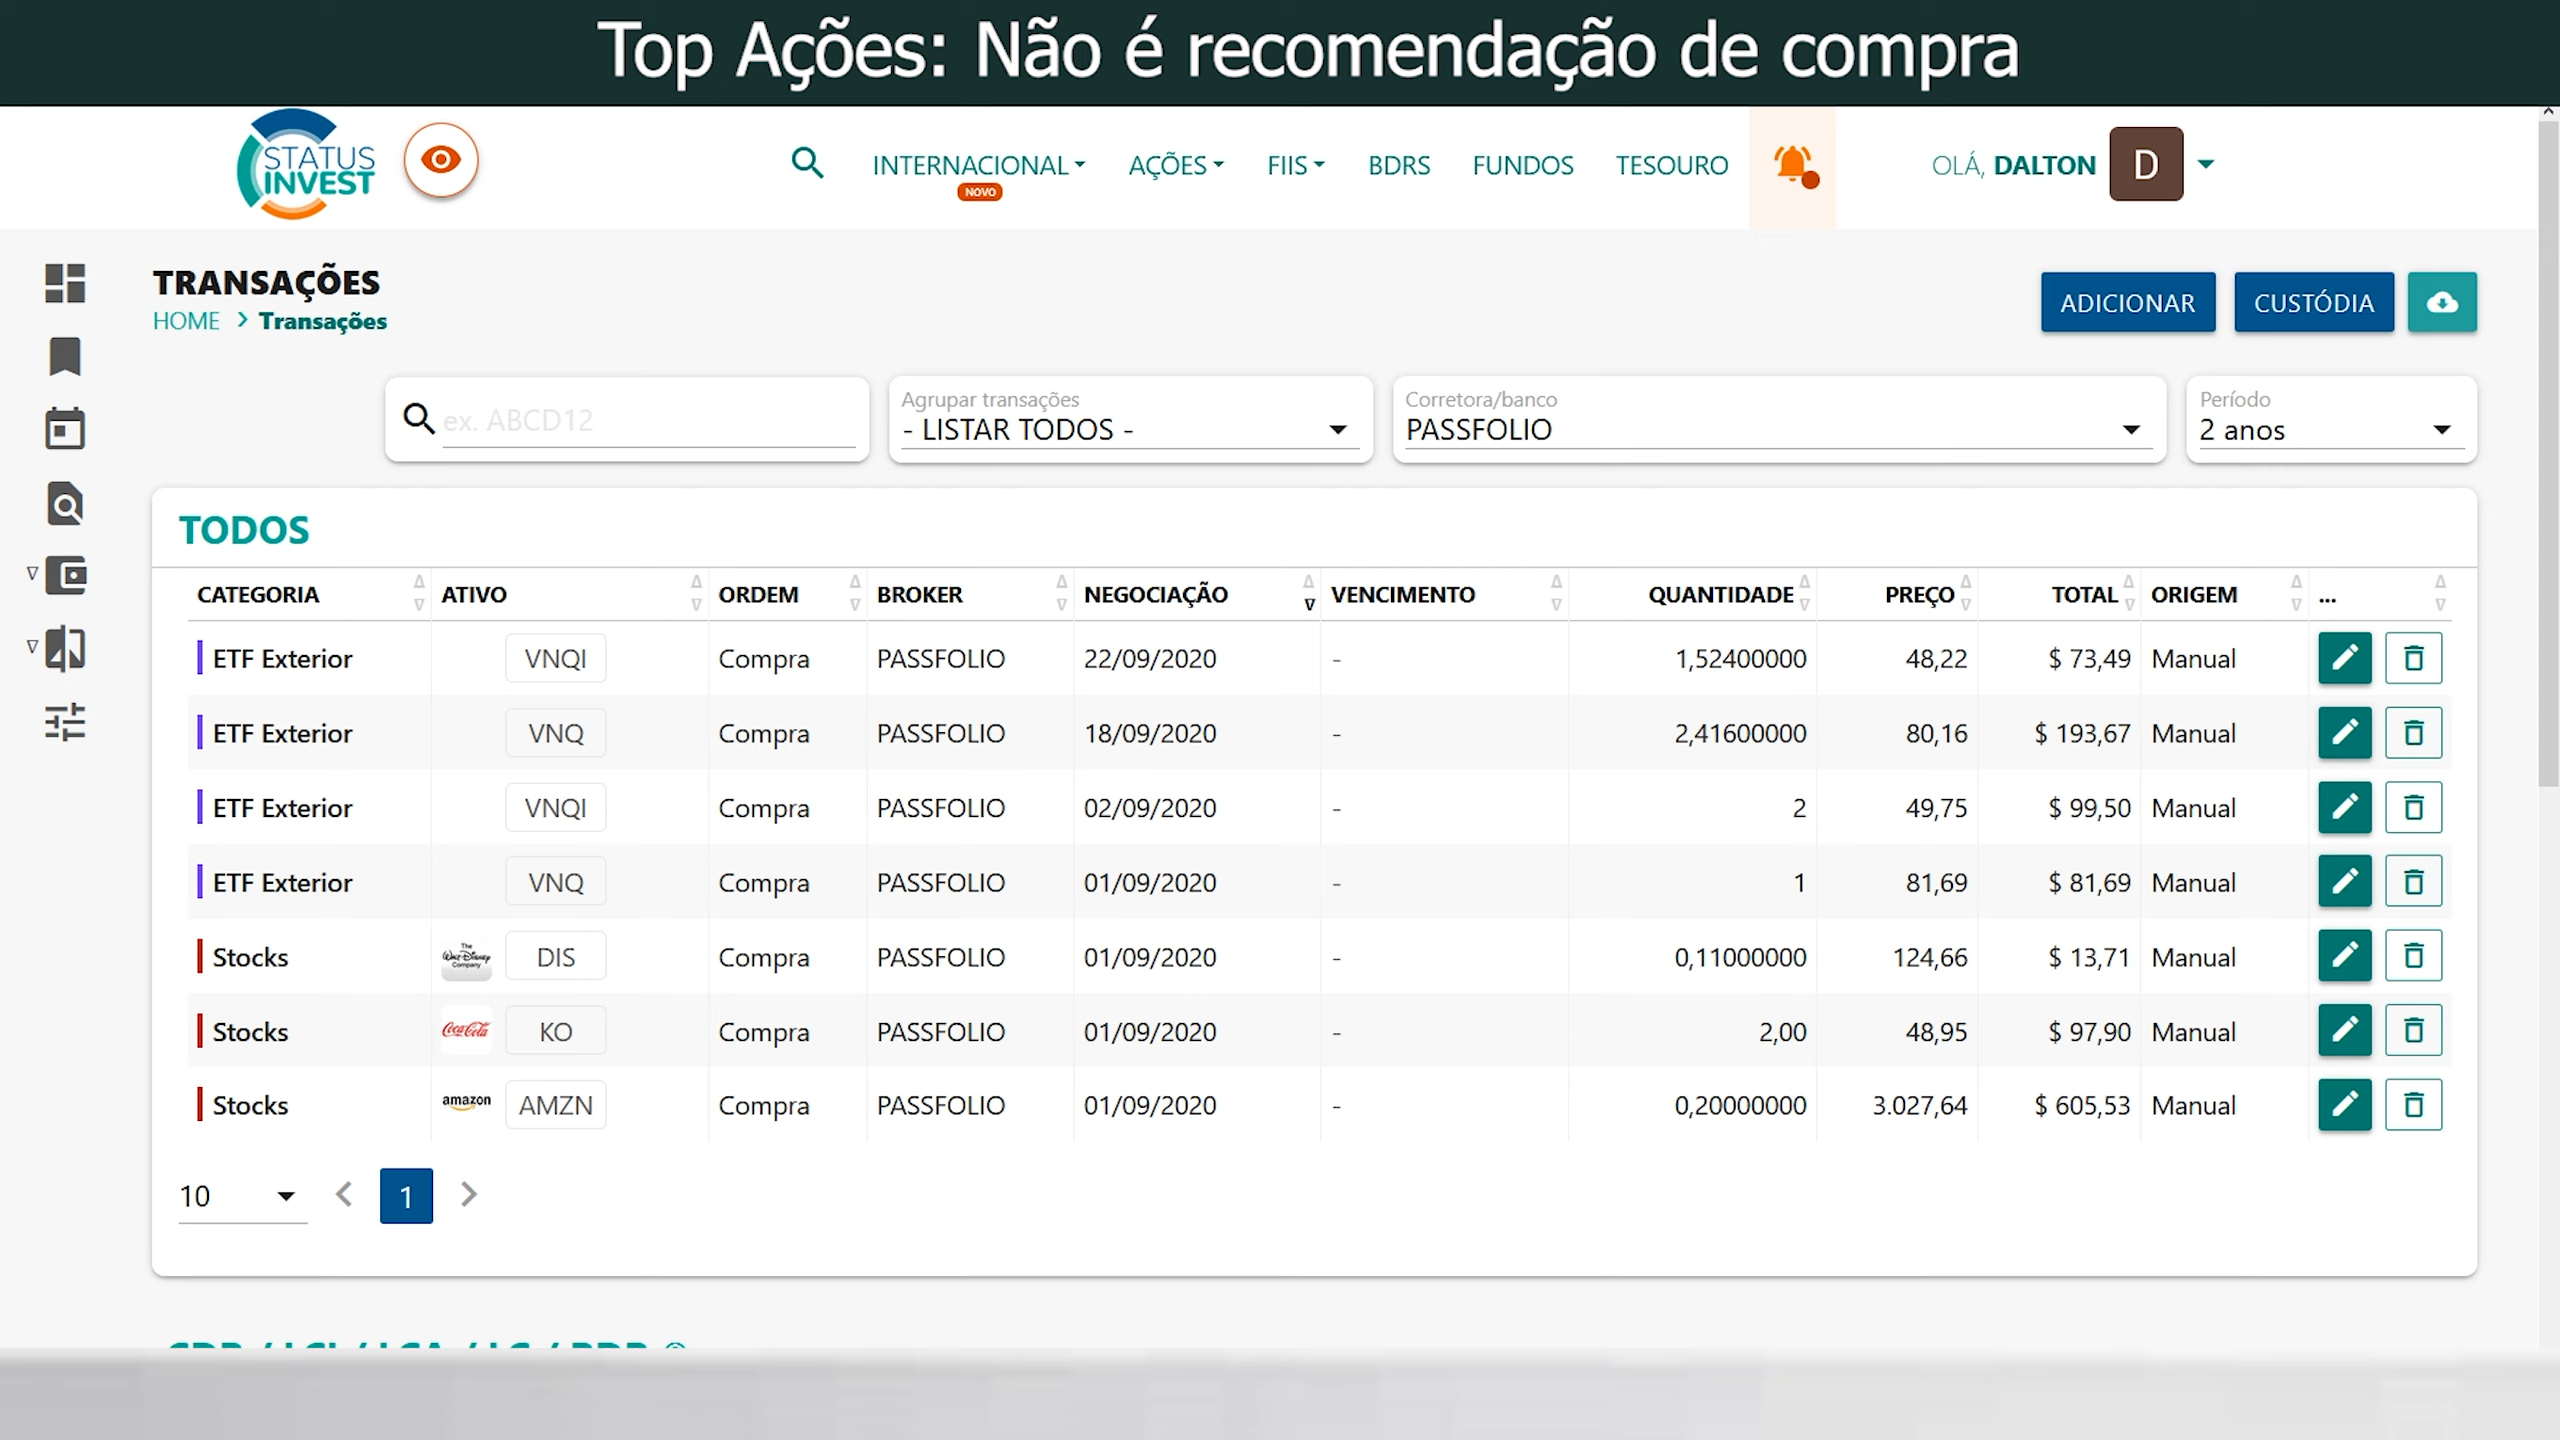 Top Ações: Não é recomendação de compra
STATUS
INVEST
INTERNACIONAL AÇÕES FIIS BDRS FUNDOS TESOURO
NOVO
OLÁ, DALTON D
TRANSAÇÕES
HOME > Transações
ADICIONAR CUSTÓDIA
ex. ABCD12
Agrupar transações
- LISTAR TODOS -
Corretora/banco
PASSFOLIO
Período
2 anos
TODOS
CATEGORIA ATIVO ORDEM BROKER NEGOCIAÇÃO VENCIMENTO QUANTIDADE PREÇO TOTAL ORIGEM ...
ETF Exterior VNQI Compra PASSFOLIO 22/09/2020 - 1,52400000 48,22 $ 73,49 Manual
ETF Exterior VNQ Compra PASSFOLIO 18/09/2020 - 2,41600000 80,16 $ 193,67 Manual
ETF Exterior VNQI Compra PASSFOLIO 02/09/2020 - 2 49,75 $ 99,50 Manual
ETF Exterior VNQ Compra PASSFOLIO 01/09/2020 - 1 81,69 $ 81,69 Manual
Stocks The Walt Disney Company DIS Compra PASSFOLIO 01/09/2020 - 0,11000000 124,66 $ 13,71 Manual
Stocks Coca-Cola KO Compra PASSFOLIO 01/09/2020 - 2,00 48,95 $ 97,90 Manual
Stocks amazon AMZN Compra PASSFOLIO 01/09/2020 - 0,20000000 3.027,64 $ 605,53 Manual
10 < 1 >